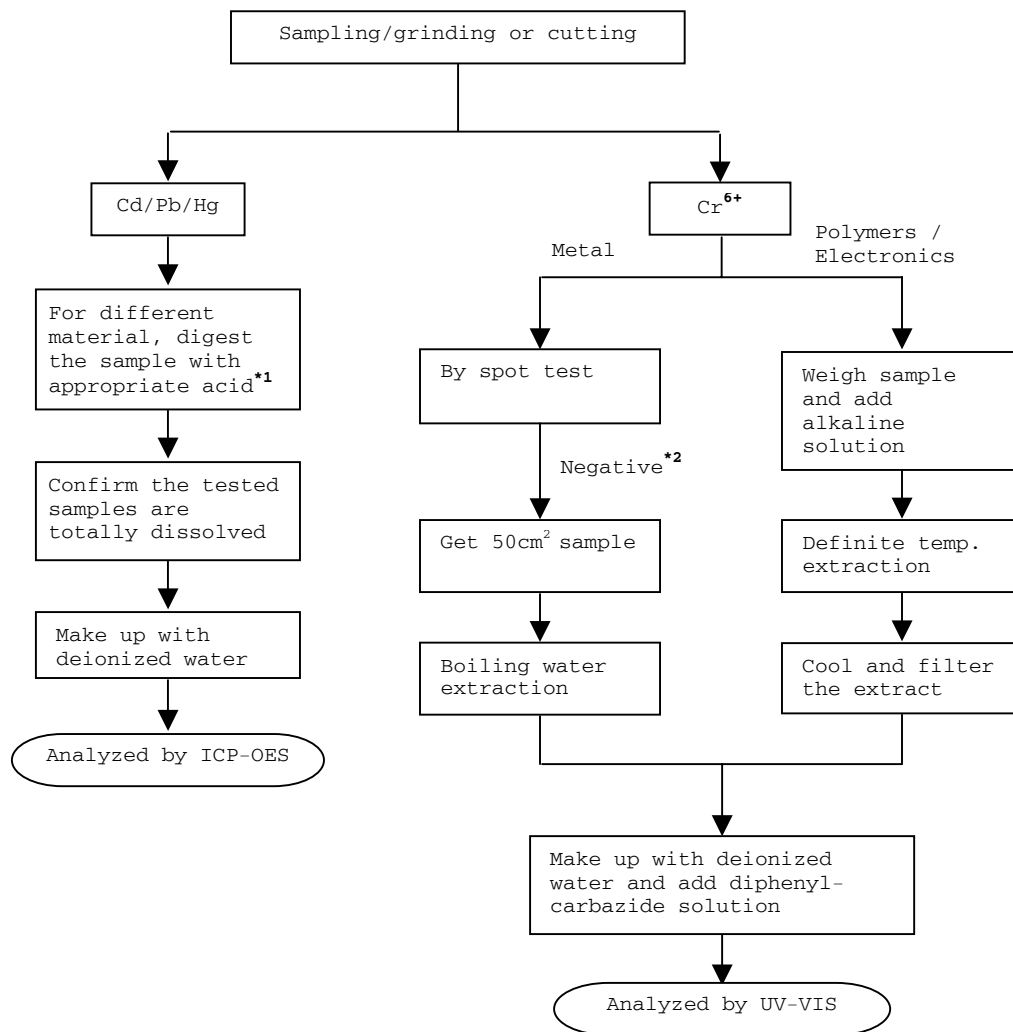 Sampling/grinding or cutting
Cd/Pb/Hg
For different
material, digest
the sample with
appropriate acid*1
Confirm the tested
samples are
totally dissolved
Make up with
deionized water
Analyzed by ICP-OES
Cr6+
Metal
Polymers /
Electronics
By spot test
Negative*2
Get 50cm2 sample
Boiling water
extraction
Weigh sample
and add
alkaline
solution
Definite temp.
extraction
Cool and filter
the extract
Make up with deionized
water and add diphenyl-
carbazide solution
Analyzed by UV-VIS